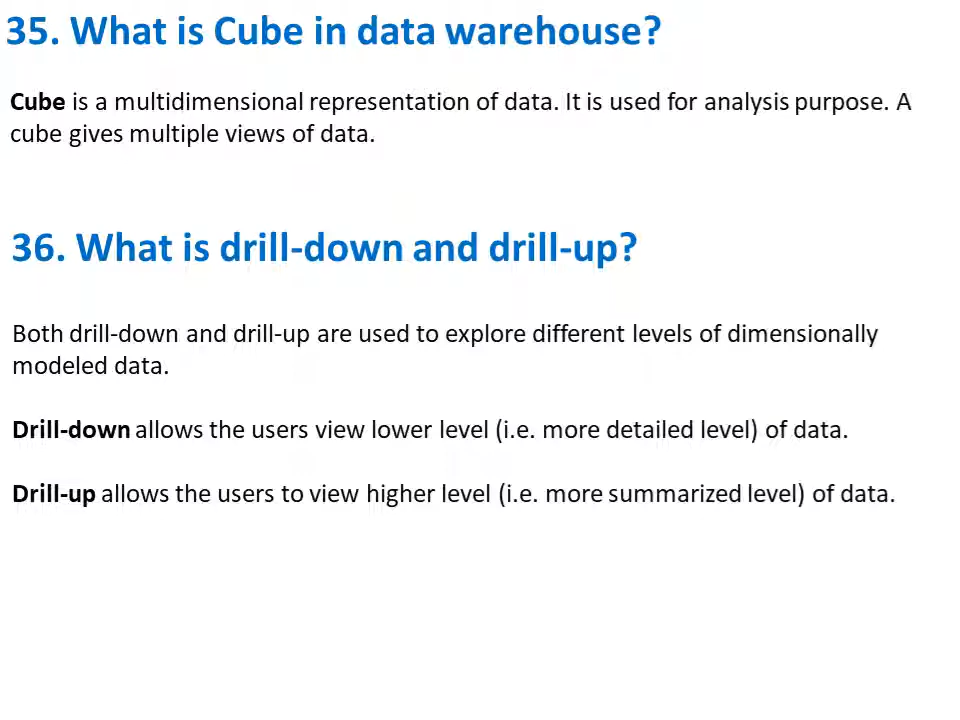 35. What is Cube in data warehouse?
Cube is a multidimensional representation of data. It is used for analysis purpose. A
cube gives multiple views of data.
36. What is drill-down and drill-up?
Both drill-down and drill-up are used to explore different levels of dimensionally
modeled data.
Drill-down allows the users view lower level (i.e. more detailed level) of data.
Drill-up allows the users to view higher level (i.e. more summarized level) of data.